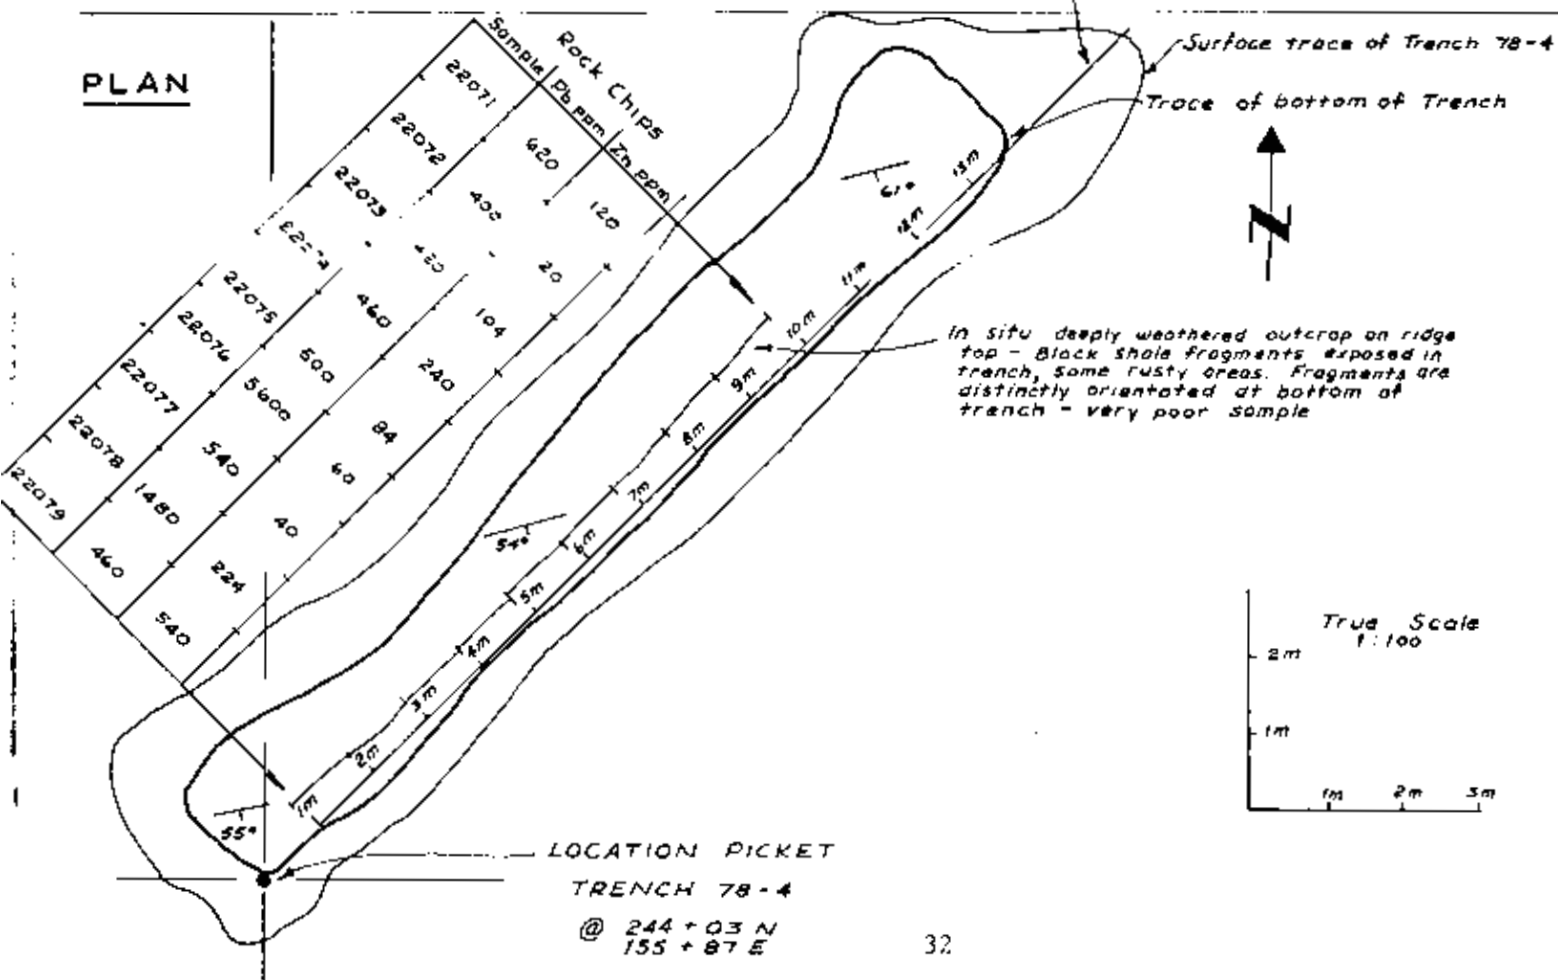 PLAN
Rock Chips
Sample Pb ppm Zn ppm
22071 620 120
22072 400 20
22073 104
460 240
22075 500 84
22076 5600 60
22077 540 40
22078 1480 224
22079 460 540
Surface trace of Trench 78-4
Trace of bottom of Trench
N
61°
13m
12m
11m
10m
9m
8m
7m
6m
5m
4m
3m
2m
1m
54°
55°
In situ deeply weathered outcrop on ridge
top - Black shale fragments exposed in
trench, some rusty areas. Fragments are
distinctly orientated at bottom of
trench - very poor sample
True Scale
1:100
2m
1m
1m 2m 3m
LOCATION PICKET
TRENCH 78-4
@ 244 + 03 N
155 + 87 E
32